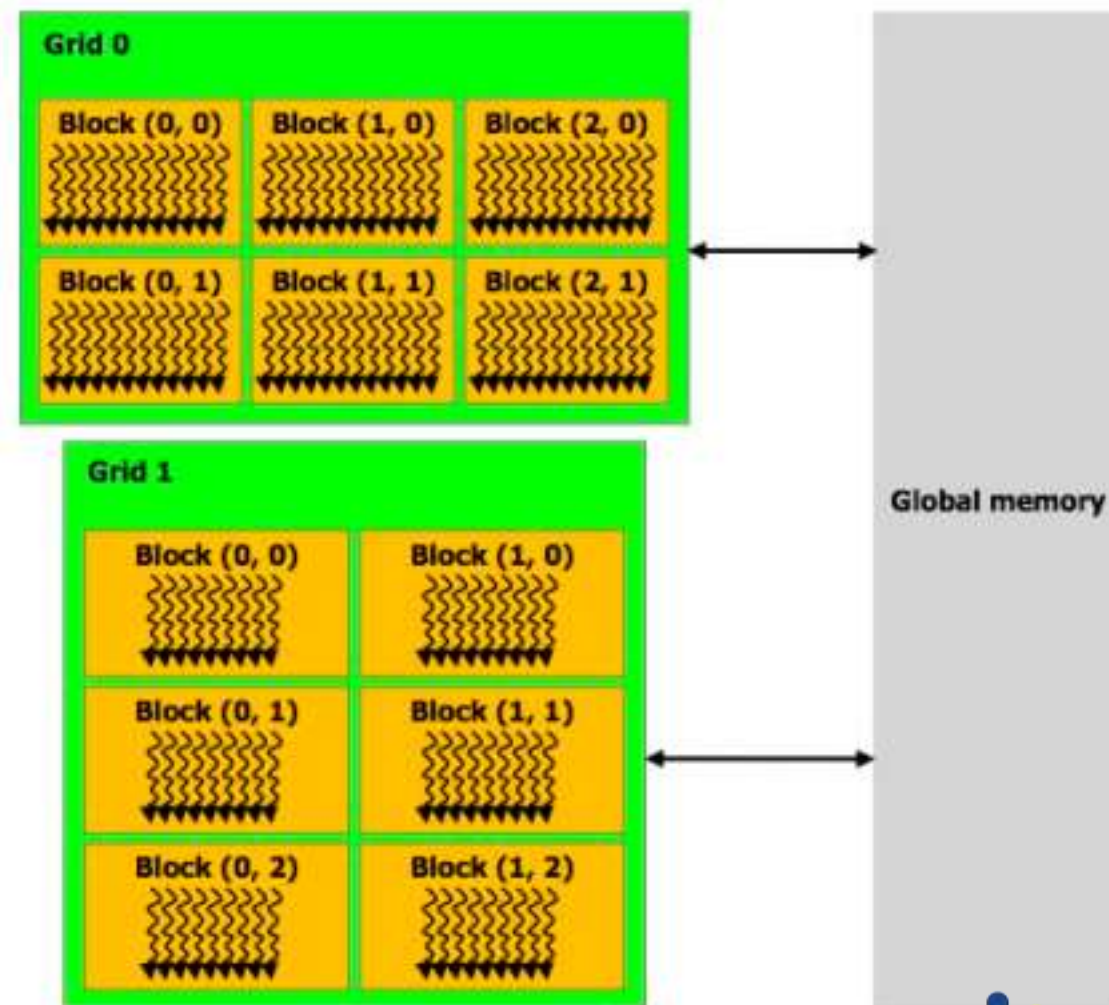 Grid 0
Block (0, 0) Block (1, 0) Block (2, 0)
Block (0, 1) Block (1, 1) Block (2, 1)
Grid 1
Global memory
Block (0, 0) Block (1, 0)
Block (0, 1) Block (1, 1)
Block (0, 2) Block (1, 2)